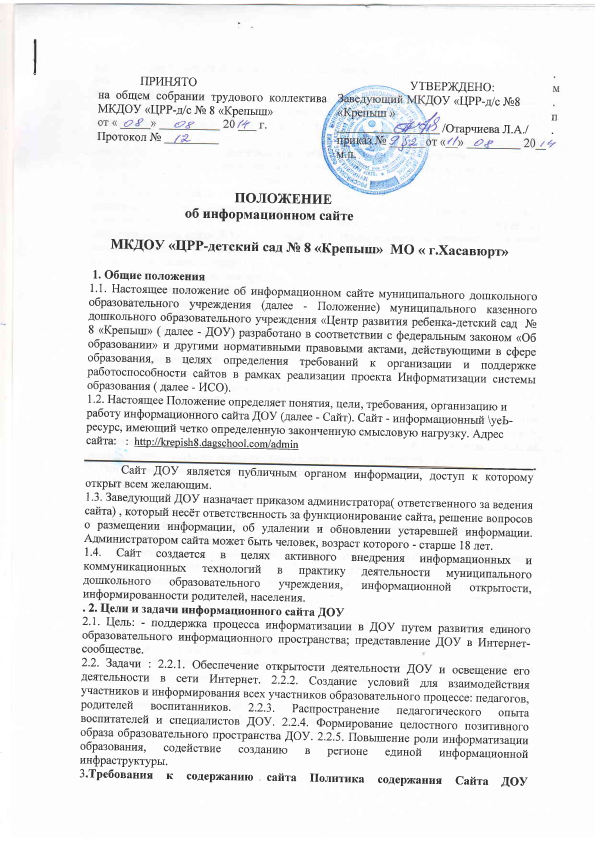 ПРИНЯТО
на общем собрании трудового коллектива
МКДОУ «ЦРР-д/с № 8 «Крепыш»
от « 08 » 08 2014 г.
Протокол № 12
УТВЕРЖДЕНО:
Заведующий МКДОУ «ЦРР-д/с №8
«Крепыш »
/Отарчиева Л.А./
приказ № от «11» 08 2014
м.п.
м
п
ПОЛОЖЕНИЕ
об информационном сайте
МКДОУ «ЦРР-детский сад № 8 «Крепыш» МО « г.Хасавюрт»
1. Общие положения
1.1. Настоящее положение об информационном сайте муниципального дошкольного
образовательного учреждения (далее - Положение) муниципального казенного
дошкольного образовательного учреждения «Центр развития ребенка-детский сад №
8 «Крепыш» ( далее - ДОУ) разработано в соответствии с федеральным законом «Об
образовании» и другими нормативными правовыми актами, действующими в сфере
образования, в целях определения требований к организации и поддержке
работоспособности сайтов в рамках реализации проекта Информатизации системы
образования ( далее - ИСО).
1.2. Настоящее Положение определяет понятия, цели, требования, организацию и
работу информационного сайта ДОУ (далее - Сайт). Сайт - информационный \уеЬ-
ресурс, имеющий четко определенную законченную смысловую нагрузку. Адрес
сайта: : http://krepish8.dagschool.com/admin
Сайт ДОУ является публичным органом информации, доступ к которому
открыт всем желающим.
1.3. Заведующий ДОУ назначает приказом администратора( ответственного за ведения
сайта) , который несёт ответственность за функционирование сайта, решение вопросов
о размещении информации, об удалении и обновлении устаревшей информации.
Администратором сайта может быть человек, возраст которого - старше 18 лет.
1.4. Сайт создается в целях активного внедрения информационных и
коммуникационных технологий в практику деятельности муниципального
дошкольного образовательного учреждения, информационной открытости,
информированности родителей, населения.
. 2. Цели и задачи информационного сайта ДОУ
2.1. Цель: - поддержка процесса информатизации в ДОУ путем развития единого
образовательного информационного пространства; представление ДОУ в Интернет-
сообществе.
2.2. Задачи : 2.2.1. Обеспечение открытости деятельности ДОУ и освещение его
деятельности в сети Интернет. 2.2.2. Создание условий для взаимодействия
участников и информирования всех участников образовательного процессе: педагогов,
родителей воспитанников. 2.2.3. Распространение педагогического опыта
воспитателей и специалистов ДОУ. 2.2.4. Формирование целостного позитивного
образа образовательного пространства ДОУ. 2.2.5. Повышение роли информатизации
образования, содействие созданию в регионе единой информационной
инфраструктуры.
3.Требования к содержанию сайта Политика содержания Сайта ДОУ